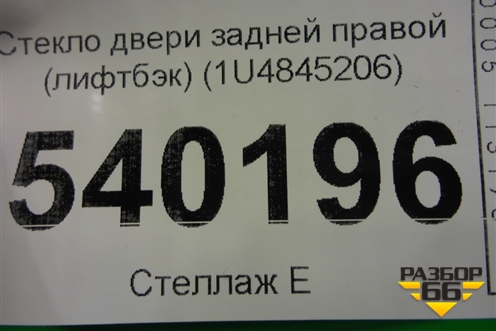 Стекло двери задней правой
(лифтбэк) (1U4845206)
540196
Стеллаж Е
РАЗБОР
66